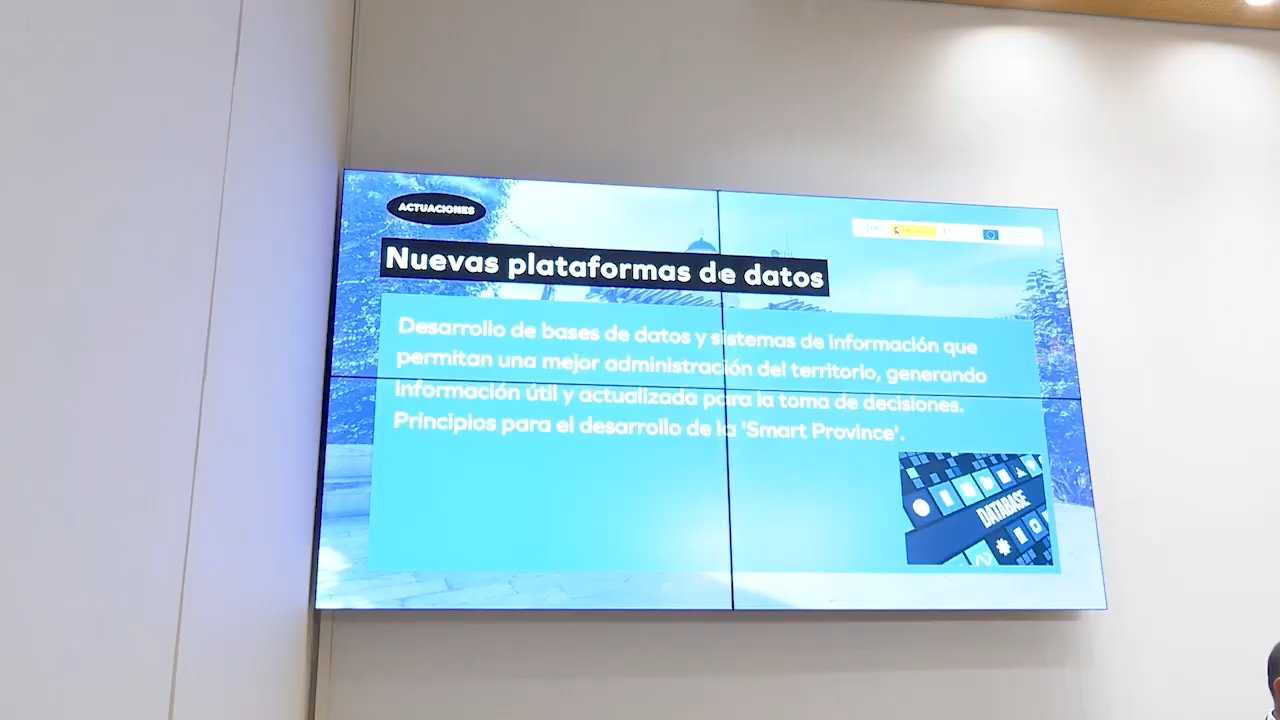 ACTUACIONES
Nuevas plataformas de datos
Desarrollo de bases de datos y sistemas de información que
permitan una mejor administración del territorio, generando
información útil y actualizada para la toma de decisiones.
Principios para el desarrollo de la 'Smart Province'.
DATABASE